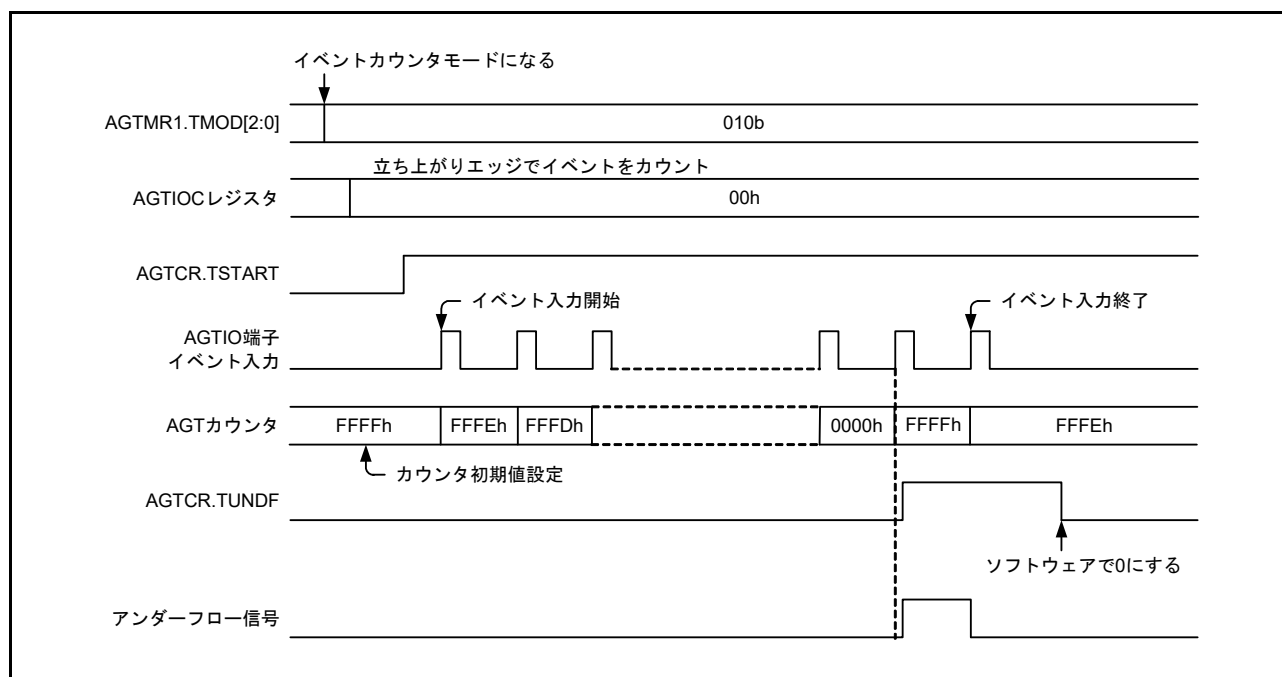 イベントカウンタモードになる
AGTMR1.TMOD[2:0]
010b
立ち上がりエッジでイベントをカウント
AGTIOCレジスタ
00h
AGTCR.TSTART
イベント入力開始
イベント入力終了
AGTIO端子
イベント入力
AGTカウンタ
FFFFh
FFFEh
FFFDh
0000h
FFFFh
FFFEh
カウンタ初期値設定
AGTCR.TUNDF
ソフトウェアで0にする
アンダーフロー信号